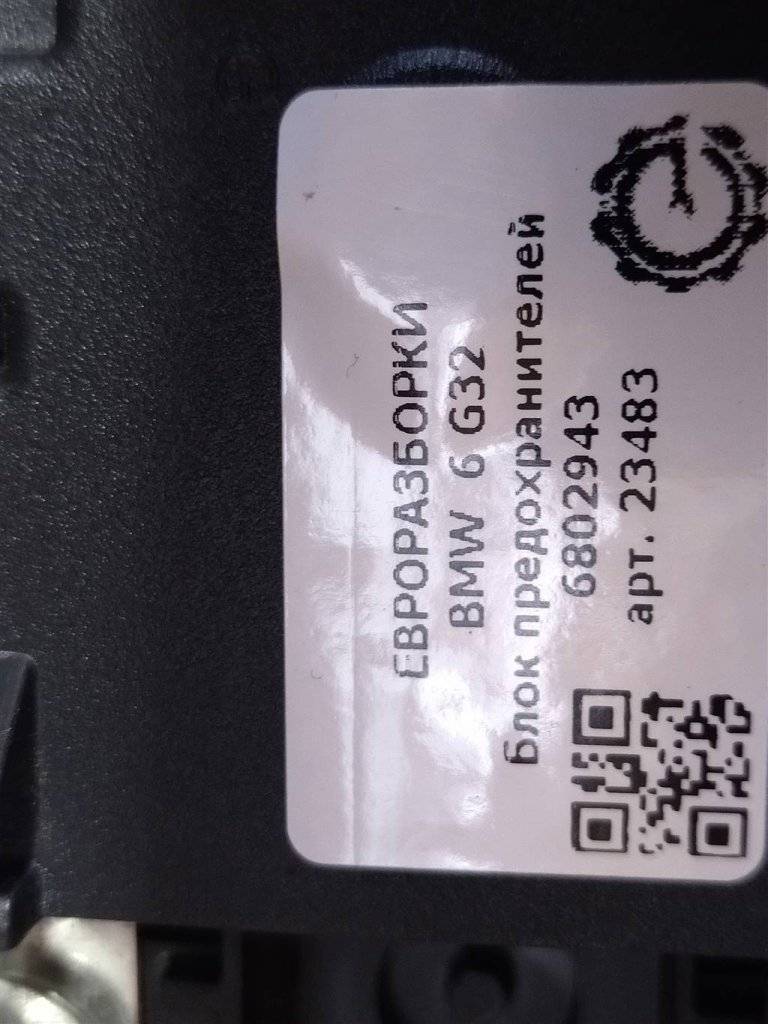 ЕВРОРАЗБОРКИ
BMW 6 G32
Блок предохранителей
6802943
арт. 23483